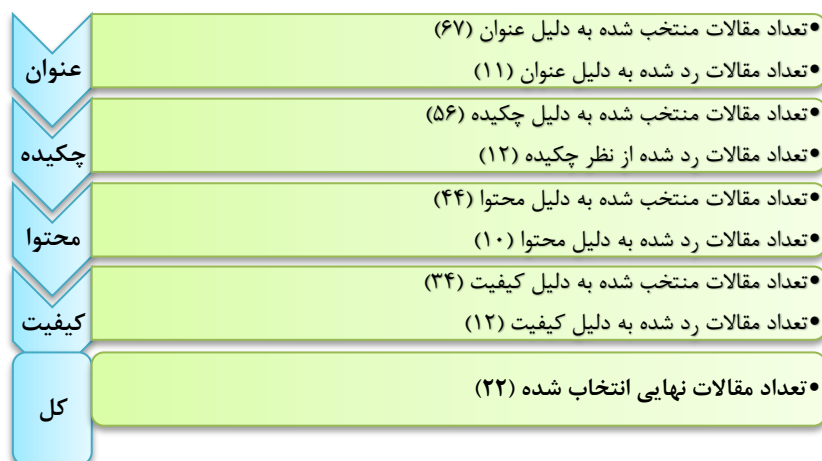 عنوان
•تعداد مقالات منتخب شده به دلیل عنوان (۶۷)
•تعداد مقالات رد شده به دلیل عنوان (۱۱)
چکیده
•تعداد مقالات منتخب شده به دلیل چکیده (۵۶)
•تعداد مقالات رد شده از نظر چکیده (۱۲)
محتوا
•تعداد مقالات منتخب شده به دلیل محتوا (۴۴)
•تعداد مقالات رد شده به دلیل محتوا (۱۰)
کیفیت
•تعداد مقالات منتخب شده به دلیل کیفیت (۳۴)
•تعداد مقالات رد شده به دلیل کیفیت (۱۲)
کل
•تعداد مقالات نهایی انتخاب شده (۲۲)